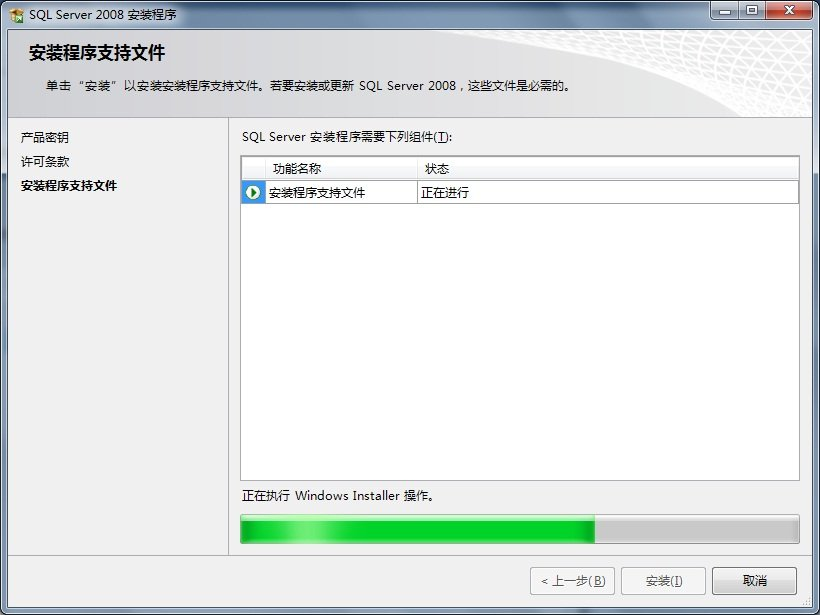 SQL Server 2008 安装程序
安装程序支持文件
单击“安装”以安装安装程序支持文件。若要安装或更新 SQL Server 2008，这些文件是必需的。
产品密钥
许可条款
安装程序支持文件
SQL Server 安装程序需要下列组件(T):
功能名称 状态
安装程序支持文件 正在进行
正在执行 Windows Installer 操作。
< 上一步(B) 安装(I) 取消